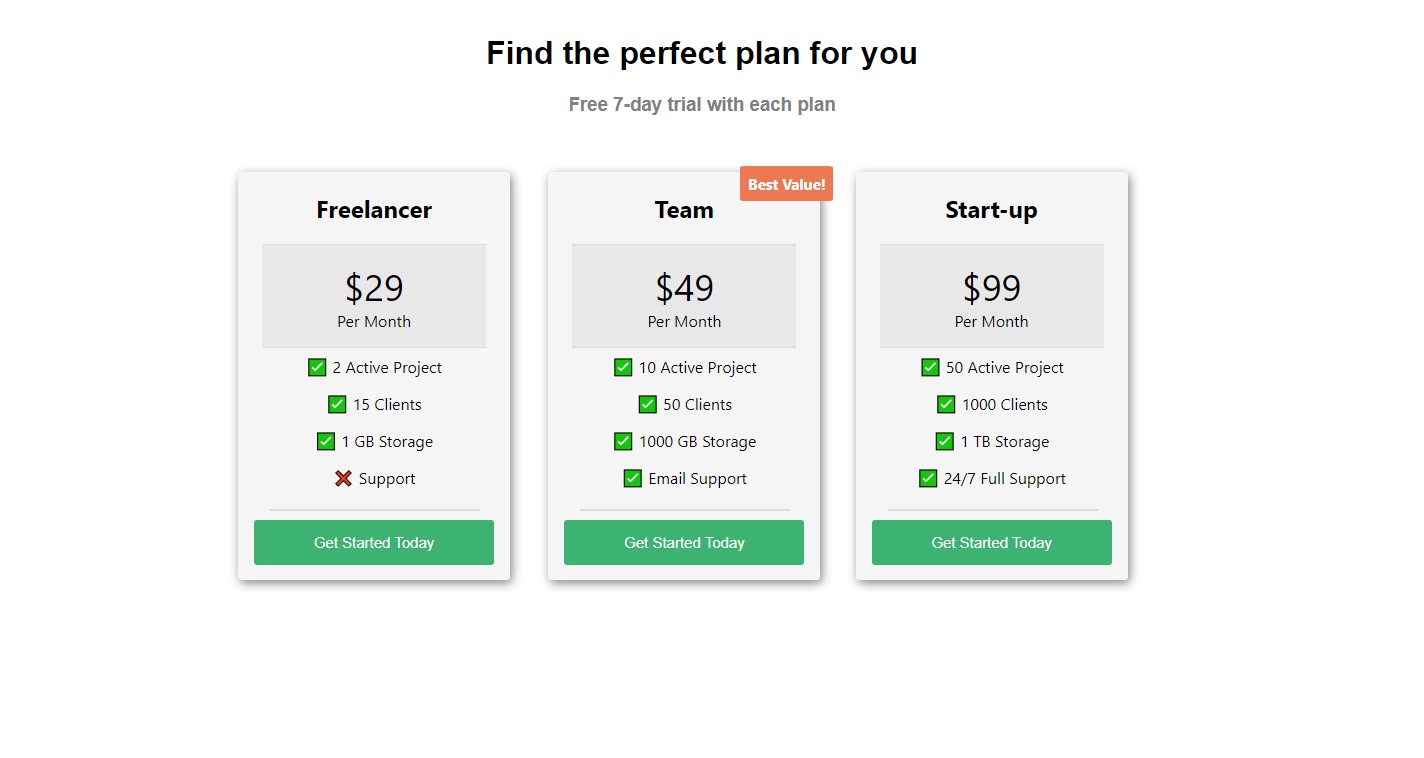 Find the perfect plan for you
Free 7-day trial with each plan
Freelancer
$29
Per Month
✅ 2 Active Project
✅ 15 Clients
✅ 1 GB Storage
❌ Support
Get Started Today
Best Value!
Team
$49
Per Month
✅ 10 Active Project
✅ 50 Clients
✅ 1000 GB Storage
✅ Email Support
Get Started Today
Start-up
$99
Per Month
✅ 50 Active Project
✅ 1000 Clients
✅ 1 TB Storage
✅ 24/7 Full Support
Get Started Today